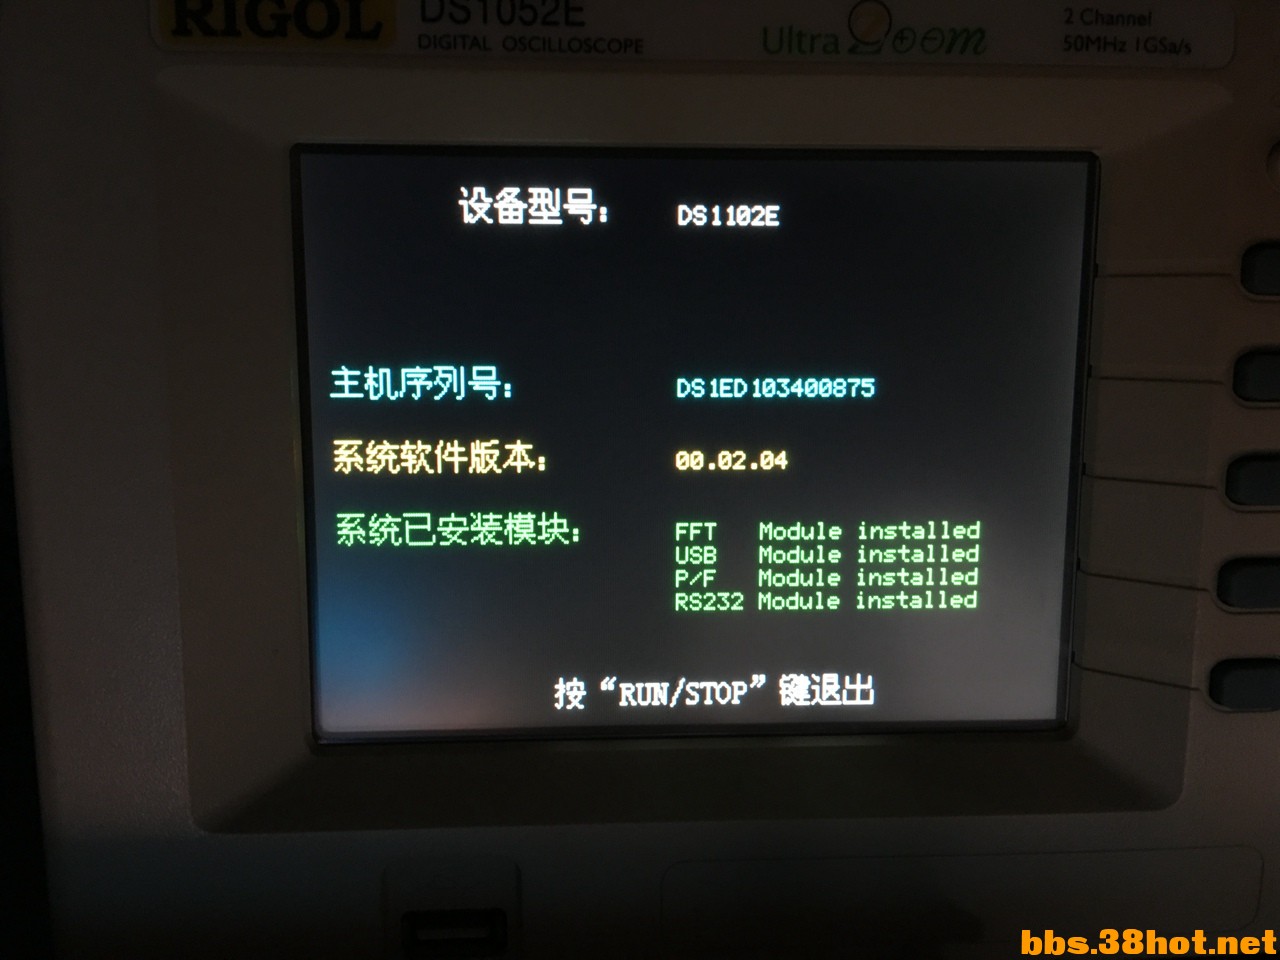 RIGOL DS1052E
DIGITAL OSCILLOSCOPE
Ultra Zoom
2 Channel
50MHz 1GSa/s
设备型号: DS1102E
主机序列号: DS1ED103400875
系统软件版本: 00.02.04
系统已安装模块: FFT Module installed
USB Module installed
P/F Module installed
RS232 Module installed
按“RUN/STOP”键退出
bbs.38hot.net